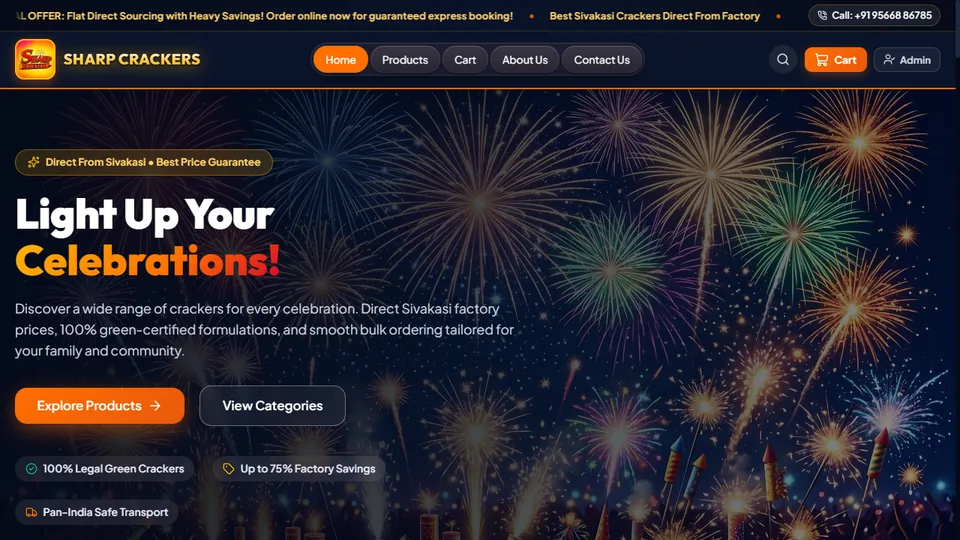 OFFER: Flat Direct Sourcing with Heavy Savings! Order online now for guaranteed express booking! • Best Sivakasi Crackers Direct From Factory •
Call: +91 95668 86785
SHARP
SHARP CRACKERS
Home
Products
Cart
About Us
Contact Us
Cart
Admin
Direct From Sivakasi • Best Price Guarantee
Light Up Your
Celebrations!
Discover a wide range of crackers for every celebration. Direct Sivakasi factory
prices, 100% green-certified formulations, and smooth bulk ordering tailored for
your family and community.
Explore Products →
View Categories
100% Legal Green Crackers
Up to 75% Factory Savings
Pan-India Safe Transport